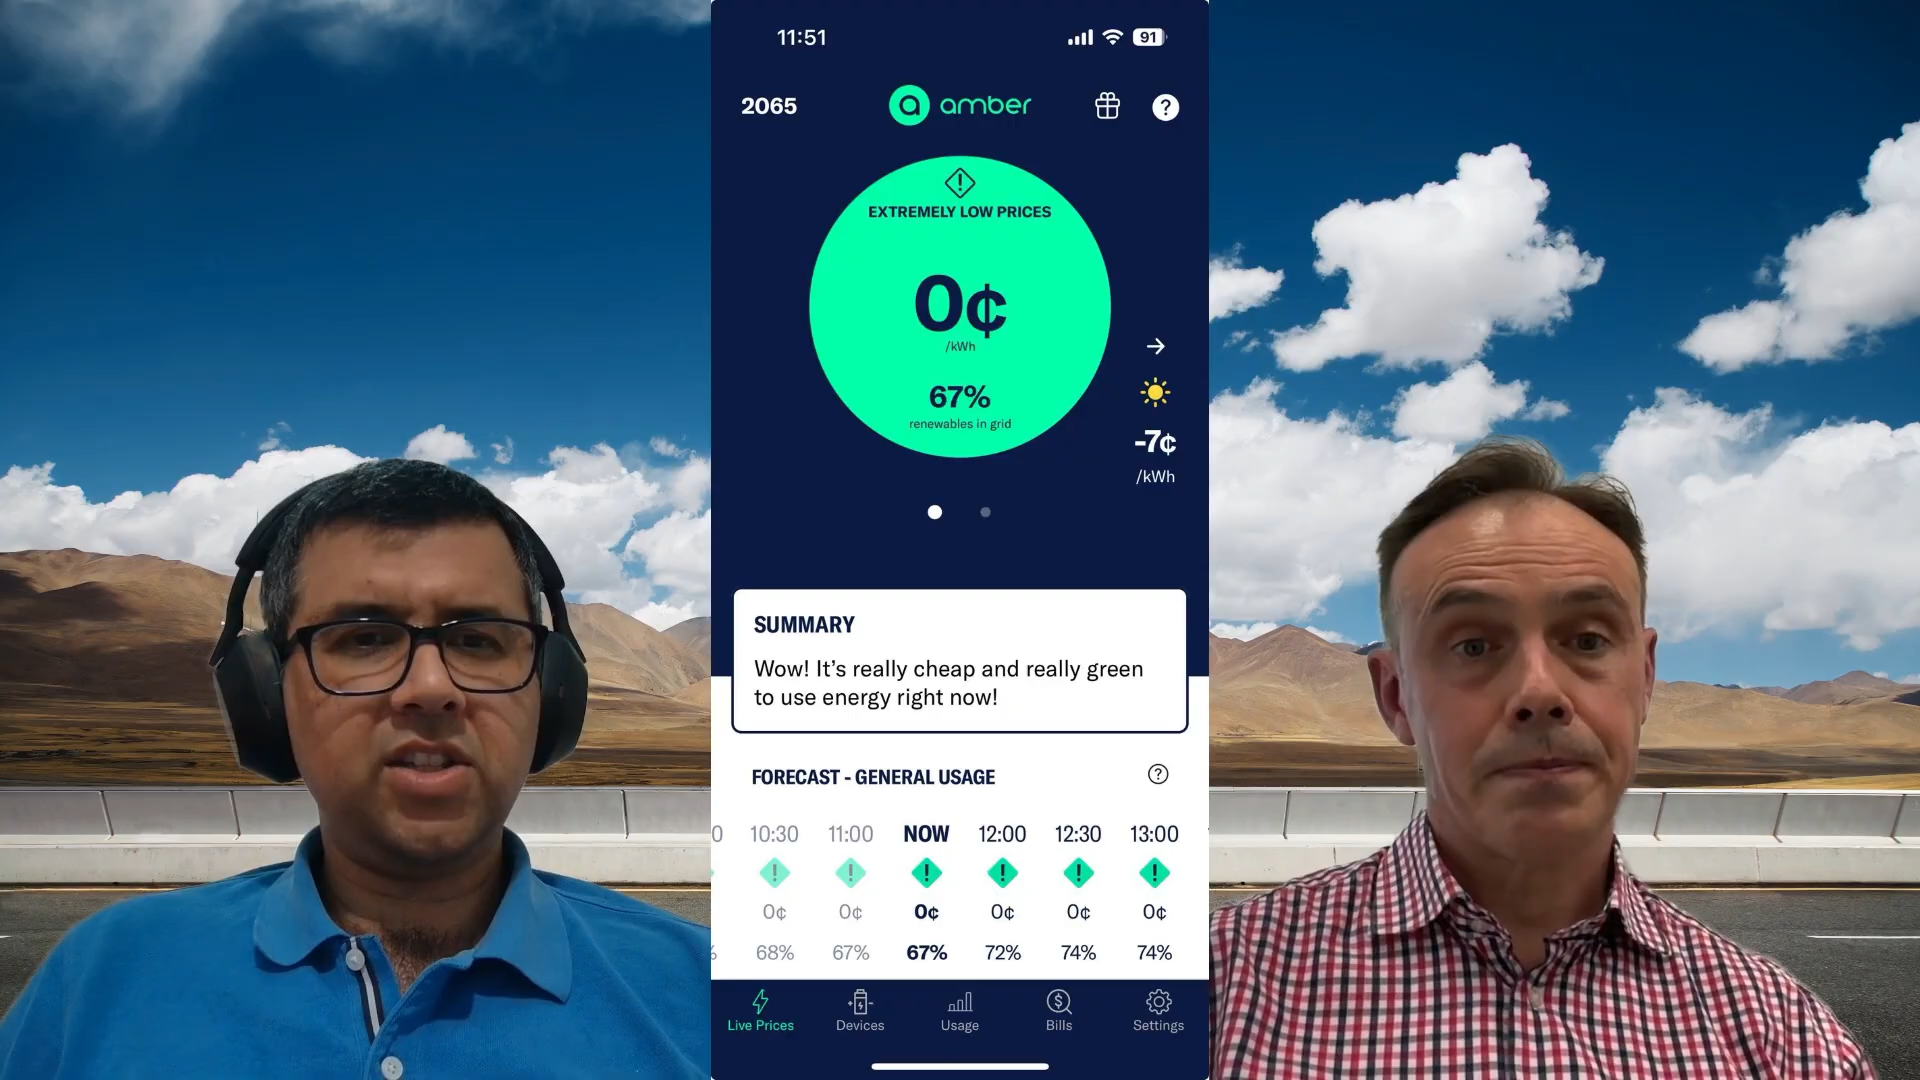 11:51
91
2065
amber
?
EXTREMELY LOW PRICES
0¢
/kWh
67%
renewables in grid
-7¢
/kWh
SUMMARY
Wow! It's really cheap and really green
to use energy right now!
FORECAST - GENERAL USAGE
?
0 10:30 11:00 NOW 12:00 12:30 13:00
! ! ! ! ! !
0¢ 0¢ 0¢ 0¢ 0¢ 0¢
% 68% 67% 67% 72% 74% 74%
Live Prices Devices Usage Bills Settings